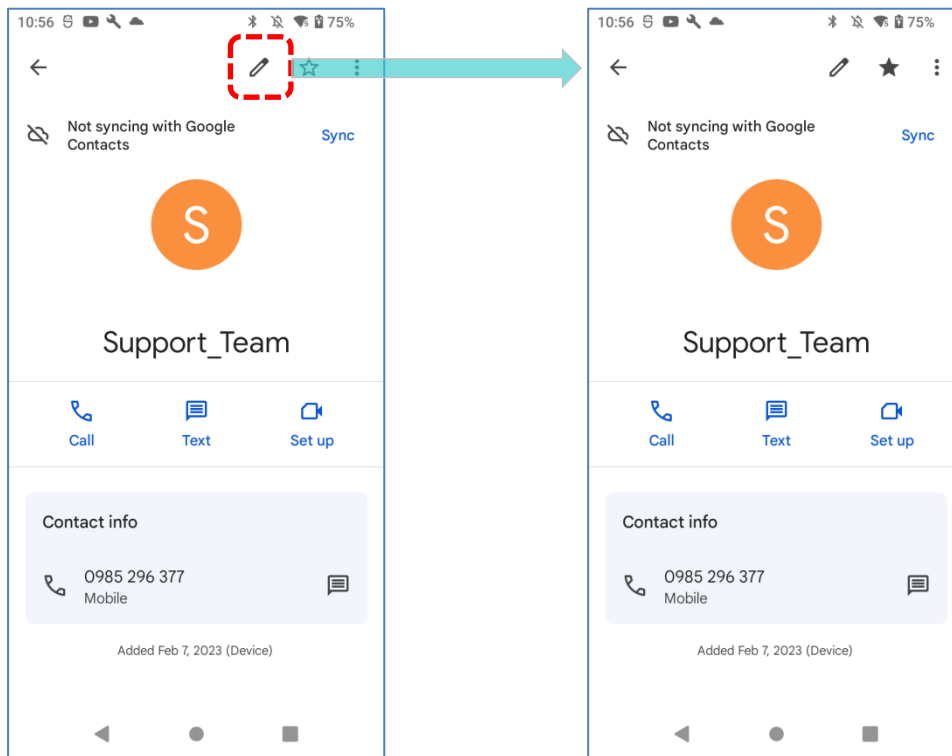 10:56 75%
Not syncing with Google
Contacts
Sync
S
Support_Team
Call Text Set up
Contact info
0985 296 377
Mobile
Added Feb 7, 2023 (Device)
10:56 75%
Not syncing with Google
Contacts
Sync
S
Support_Team
Call Text Set up
Contact info
0985 296 377
Mobile
Added Feb 7, 2023 (Device)